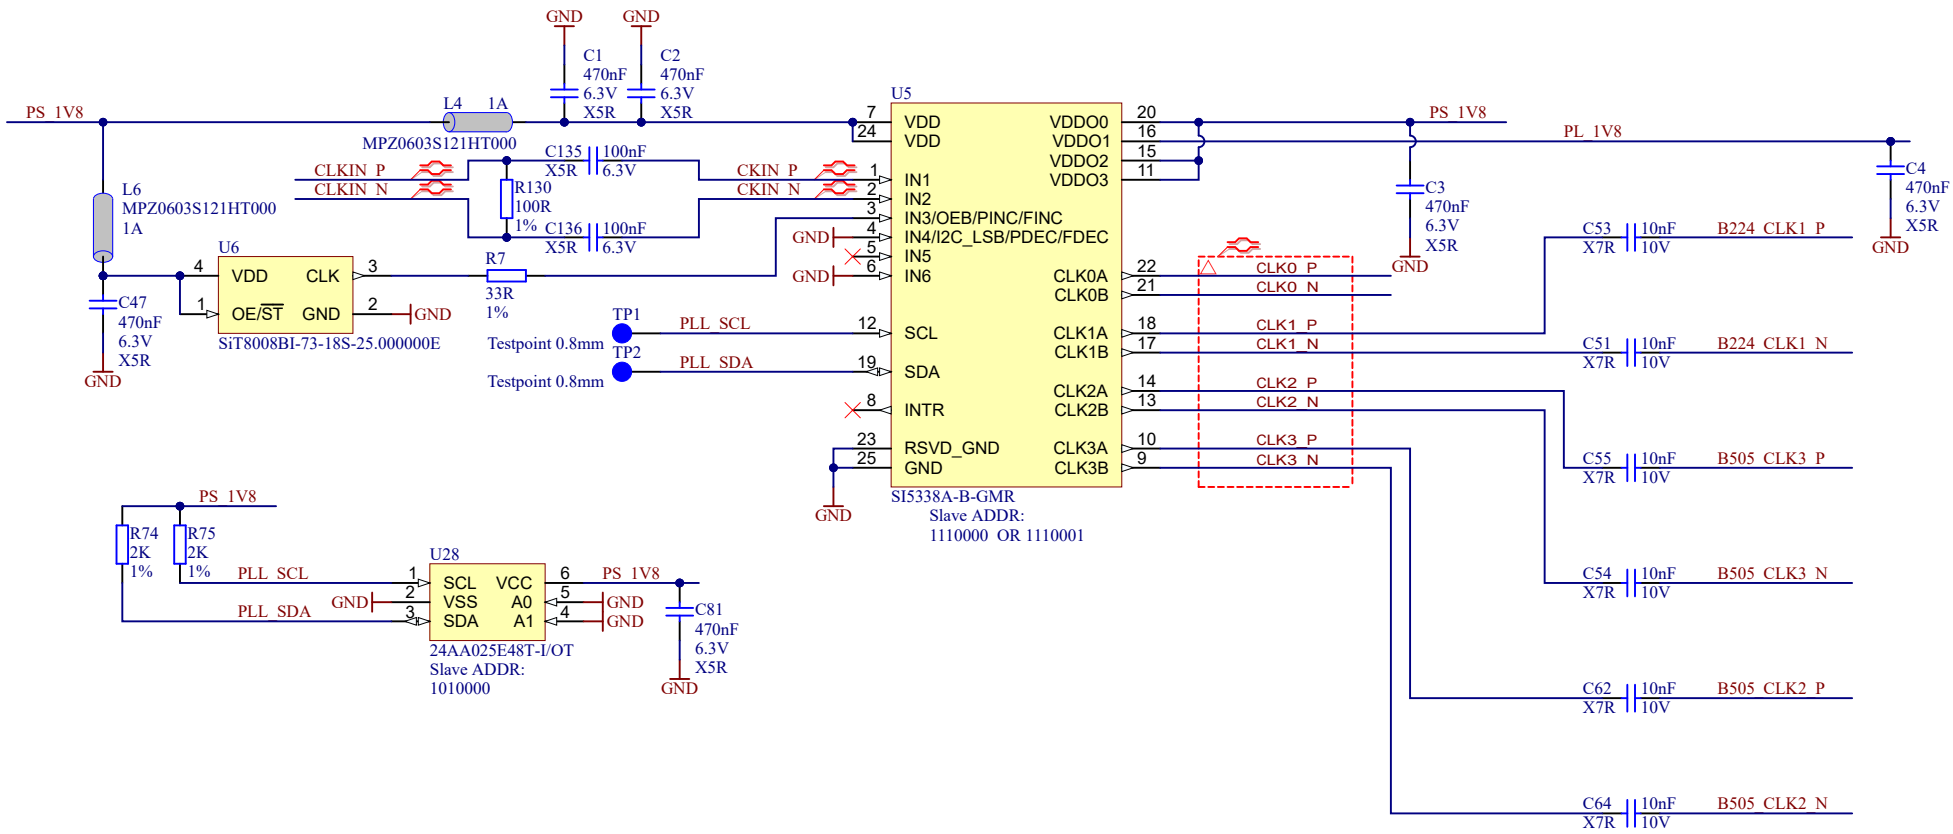 GND
GND
C1
470nF
6.3V
X5R
C2
470nF
6.3V
X5R
PS_1V8
L4 1A
MPZ0603S121HT000
CLKIN_P
CLKIN_N
C135 100nF
X5R 6.3V
R130
100R
1%
C136 100nF
X5R 6.3V
CKIN_P
CKIN_N
L6
MPZ0603S121HT000
1A
U6
4 VDD CLK 3
1 OE/ST GND 2
GND
SiT8008BI-73-18S-25.000000E
C47
470nF
6.3V
X5R
GND
R7
33R
1%
TP1
Testpoint 0.8mm
PLL_SCL
TP2
Testpoint 0.8mm
PLL_SDA
GND
GND
U5
7 VDD VDDO0 20
24 VDD VDDO1 16
VDDO2 15
1 IN1 VDDO3 11
2 IN2
3 IN3/OEB/PINC/FINC
4 IN4/I2C_LSB/PDEC/FDEC
5 IN5
6 IN6 CLK0A 22
CLK0B 21
12 SCL CLK1A 18
CLK1B 17
19 SDA
CLK2A 14
8 INTR CLK2B 13
23 RSVD_GND CLK3A 10
25 GND CLK3B 9
GND
SI5338A-B-GMR
Slave ADDR:
1110000 OR 1110001
PS_1V8
PL_1V8
C3
470nF
6.3V
X5R
GND
C4
470nF
6.3V
X5R
GND
CLK0_P
CLK0_N
CLK1_P
CLK1_N
CLK2_P
CLK2_N
CLK3_P
CLK3_N
C53 10nF B224_CLK1_P
X7R 10V
C51 10nF B224_CLK1_N
X7R 10V
C55 10nF B505_CLK3_P
X7R 10V
C54 10nF B505_CLK3_N
X7R 10V
C62 10nF B505_CLK2_P
X7R 10V
C64 10nF B505_CLK2_N
X7R 10V
PS_1V8
R74
2K
1%
R75
2K
1%
PLL_SCL
GND
PLL_SDA
U28
1 SCL VCC 6
2 VSS A0 5
3 SDA A1 4
PS_1V8
GND
GND
24AA025E48T-I/OT
Slave ADDR:
1010000
C81
470nF
6.3V
X5R
GND